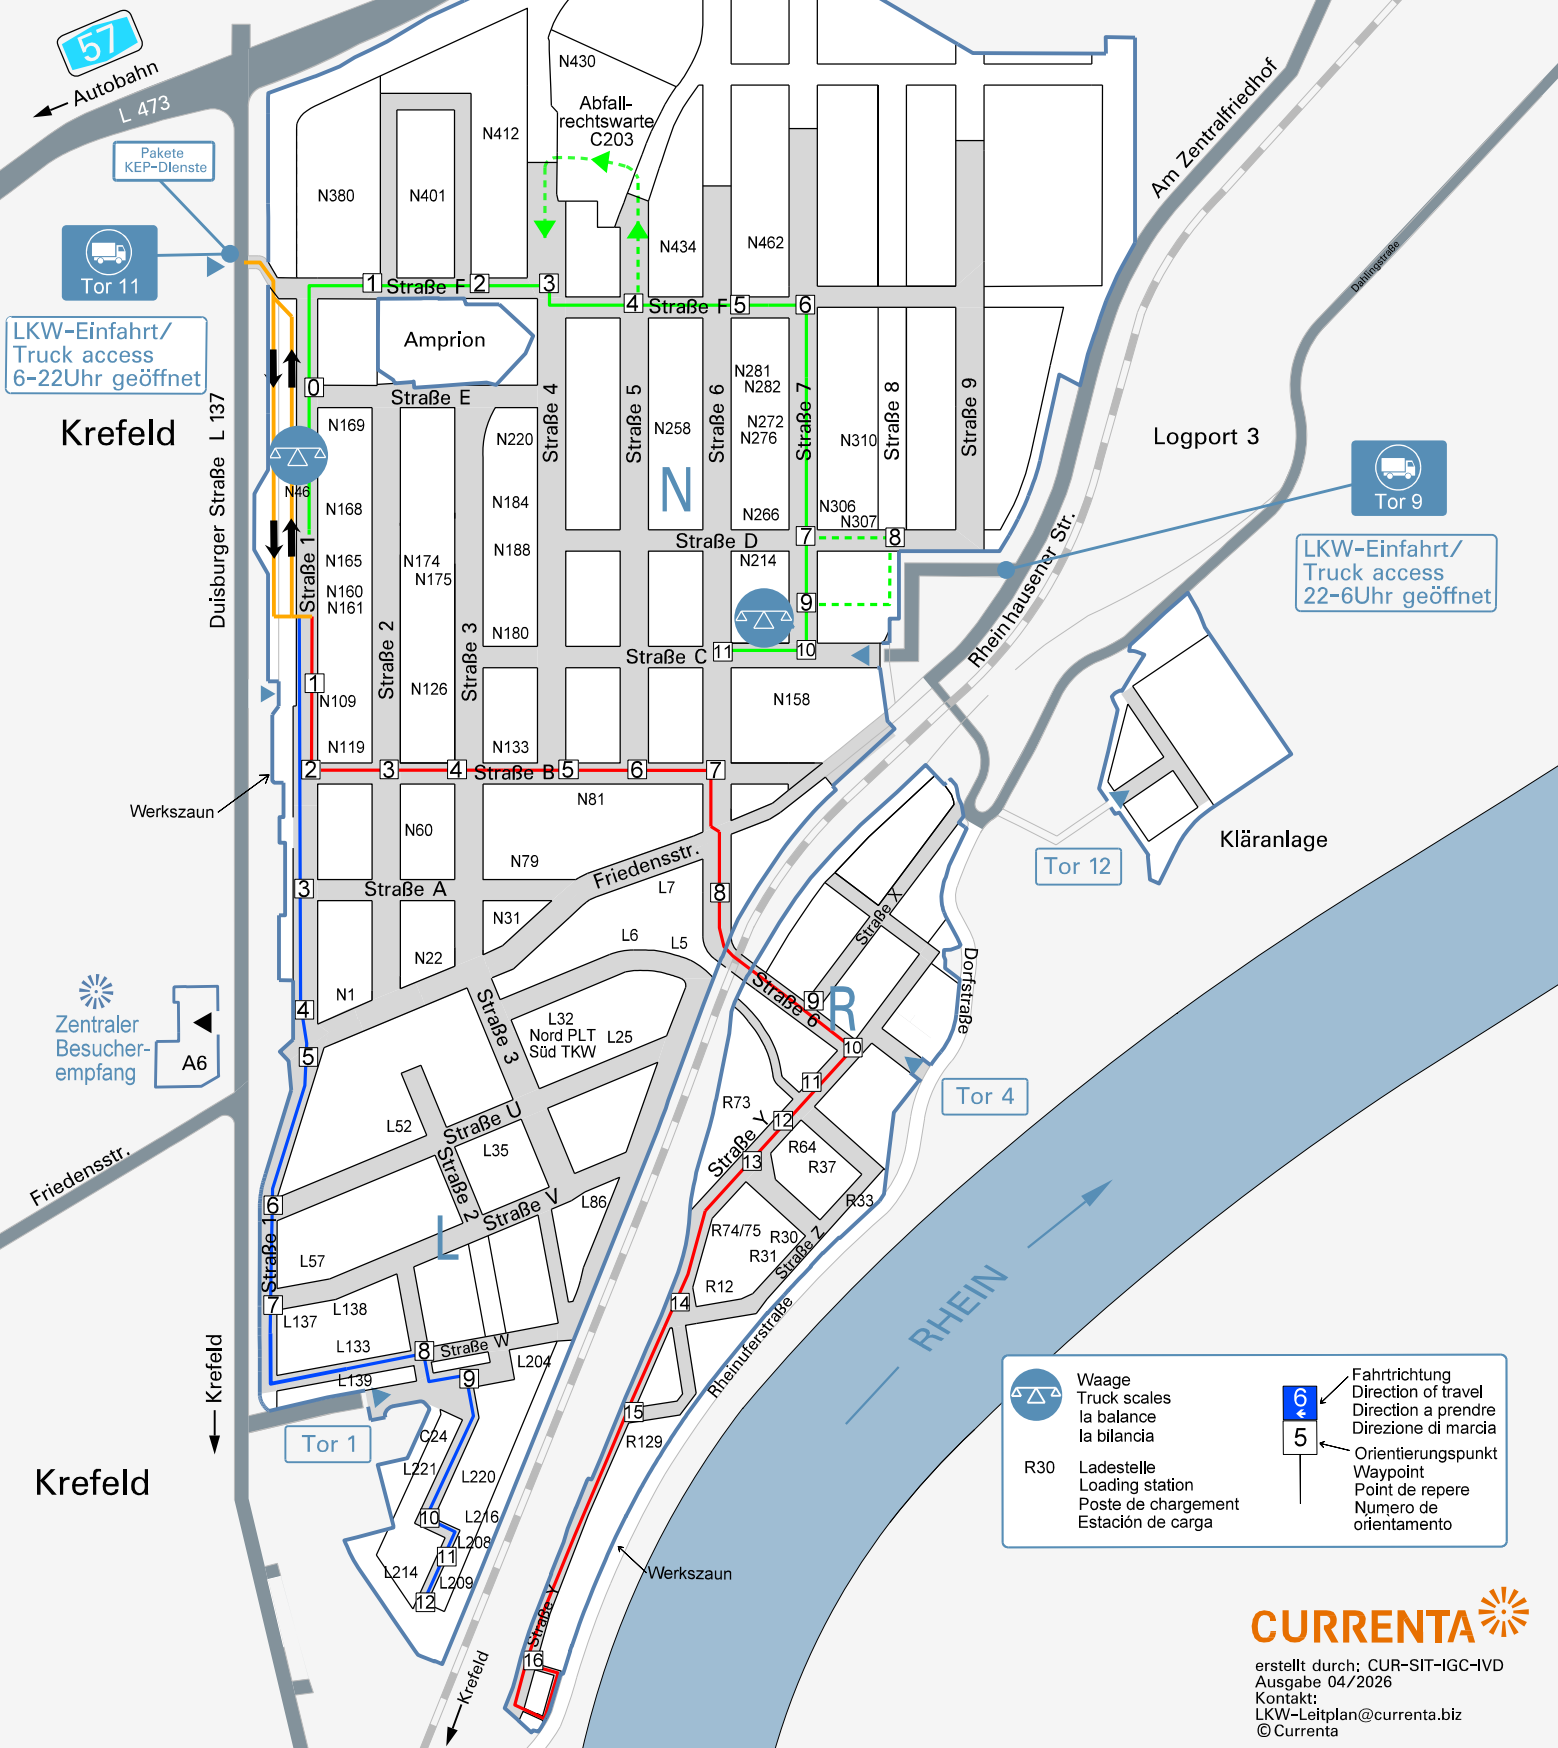 57
Autobahn
L 473
Pakete
KEP-Dienste
Tor 11
LKW-Einfahrt/
Truck access
6-22Uhr geöffnet
Krefeld
Duisburger Straße L 137
N430
Abfall-
rechtswarte
C203
N412
N380
N401
N434
N462
Am Zentralfriedhof
Dahlingstraße
1
Straße F
2
3
4
Straße F
5
6
Amprion
0
Straße E
Straße 4
Straße 5
Straße 6
Straße 7
Straße 8
Straße 9
N281
N282
N272
N276
N169
N220
N258
N310
Logport 3
Tor 9
LKW-Einfahrt/
Truck access
22-6Uhr geöffnet
N46
N
N168
N184
N266
N306
N307
Straße 1
Straße D
7
8
N165
N174
N175
N188
N214
N160
N161
9
Rheinhausener Str.
N180
Straße 2
Straße 3
Straße C
11
10
1
N109
N126
N158
N119
N133
2
3
4
Straße B
5
6
7
Werkszaun
N81
N60
N79
Friedensstr.
Kläranlage
Tor 12
3
Straße A
L7
8
N31
Straße X
N22
L6
L5
Dorfstraße
N1
Straße 3
Straße 6
9
R
4
Zentraler
Besucher-
empfang
A6
L32
Nord PLT
Süd TKW
L25
5
10
11
Tor 4
R73
12
L52
Straße U
L35
Straße Y
13
R64
R37
Friedensstr.
Straße 2
6
Straße V
L86
R33
Straße 1
L
R74/75
R30
R31
Straße Z
L57
R12
7
L137
L138
14
Rheinuferstraße
RHEIN
L133
8
Straße W
L204
L139
9
Krefeld
Tor 1
C24
15
R129
L221
L220
Krefeld
10
L216
L208
11
L214
L209
12
Werkszaun
Straße Y
16
Krefeld
Waage
Truck scales
la balance
la bilancia
R30
Ladestelle
Loading station
Poste de chargement
Estación de carga
6
5
Fahrtrichtung
Direction of travel
Direction a prendre
Direzione di marcia
Orientierungspunkt
Waypoint
Point de repere
Numero de
orientamento
CURRENTA
erstellt durch: CUR-SIT-IGC-IVD
Ausgabe 04/2026
Kontakt:
LKW-Leitplan@currenta.biz
© Currenta